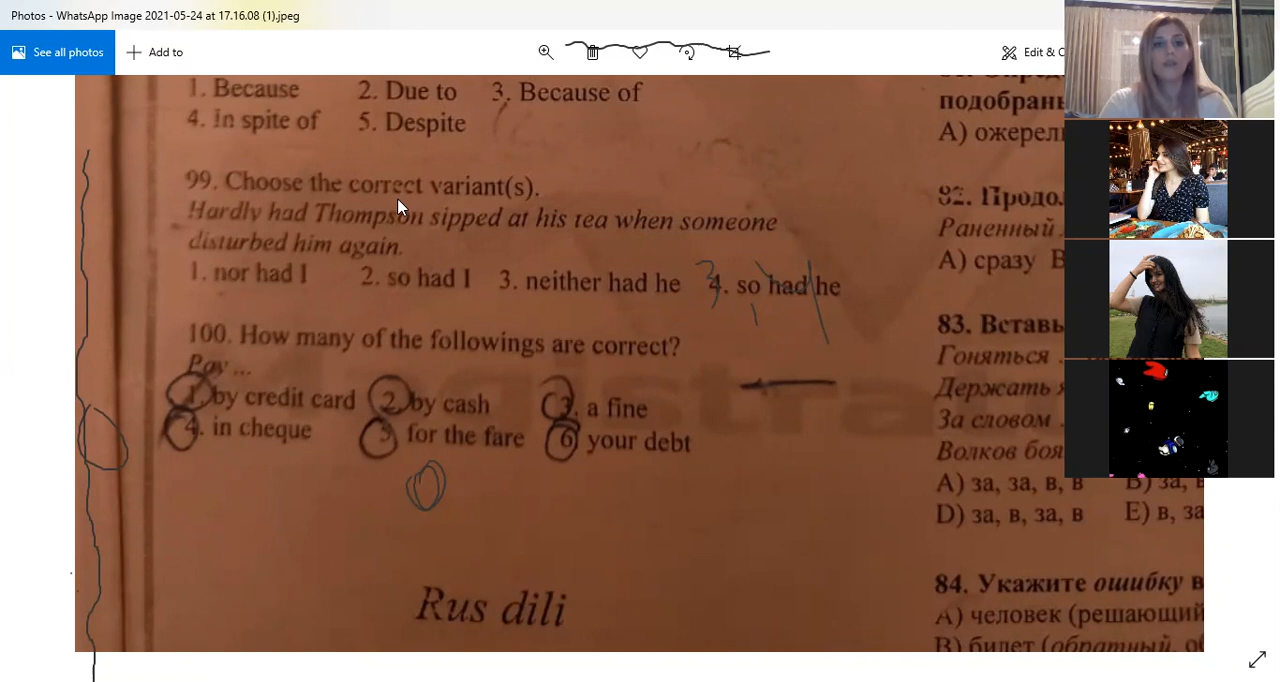 Photos - WhatsApp Image 2021-05-24 at 17.16.08 (1).jpeg
See all photos
Add to
Edit & C
1. Because 2. Due to 3. Because of
4. In spite of 5. Despite
99. Choose the correct variant(s).
Hardly had Thompson sipped at his tea when someone
disturbed him again.
1. nor had I 2. so had I 3. neither had he 4. so had he
100. How many of the followings are correct?
Pay ...
1. by credit card 2. by cash 3. a fine
4. in cheque 5. for the fare 6. your debt
Rus dili
подобраны
А) ожерел
82. Продол
Раненный
А) сразу В
83. Вставь
Гоняться
Держать я
За словом
Волков боя
А) за, за, в, в В) за, в
D) за, в, за, в Е) в, за
84. Укажите ошибку в
А) человек (решающий
В) билет (обратный, об